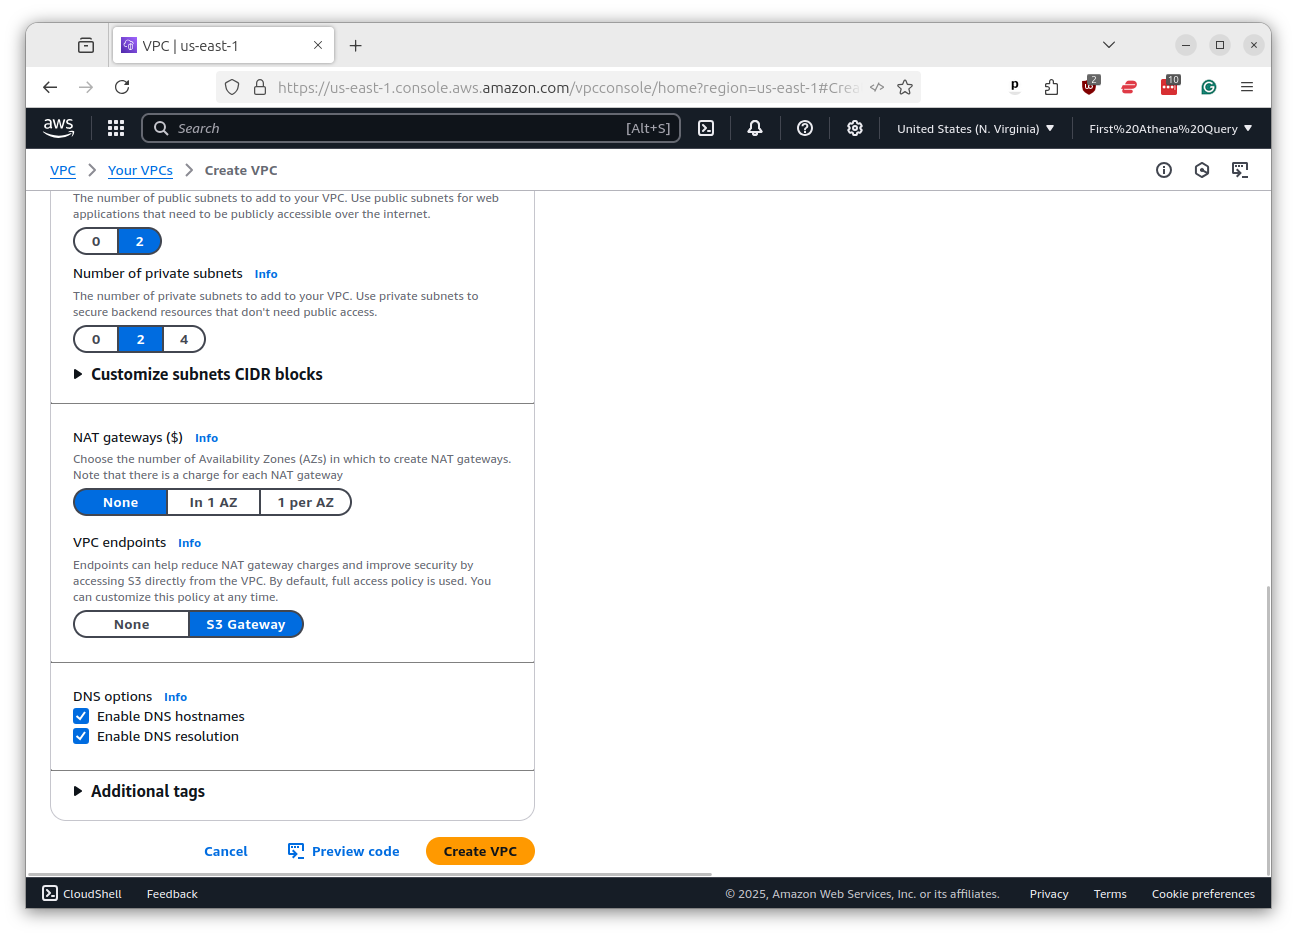 VPC | us-east-1
https://us-east-1.console.aws.amazon.com/vpcconsole/home?region=us-east-1#Crea
p
2
10
aws
Search
[Alt+S]
United States (N. Virginia)
First%20Athena%20Query
VPC
Your VPCs
Create VPC
The number of public subnets to add to your VPC. Use public subnets for web
applications that need to be publicly accessible over the internet.
0 2
Number of private subnets Info
The number of private subnets to add to your VPC. Use private subnets to
secure backend resources that don't need public access.
0 2 4
Customize subnets CIDR blocks
NAT gateways ($) Info
Choose the number of Availability Zones (AZs) in which to create NAT gateways.
Note that there is a charge for each NAT gateway
None In 1 AZ 1 per AZ
VPC endpoints Info
Endpoints can help reduce NAT gateway charges and improve security by
accessing S3 directly from the VPC. By default, full access policy is used. You
can customize this policy at any time.
None S3 Gateway
DNS options Info
Enable DNS hostnames
Enable DNS resolution
Additional tags
Cancel Preview code Create VPC
CloudShell Feedback © 2025, Amazon Web Services, Inc. or its affiliates. Privacy Terms Cookie preferences